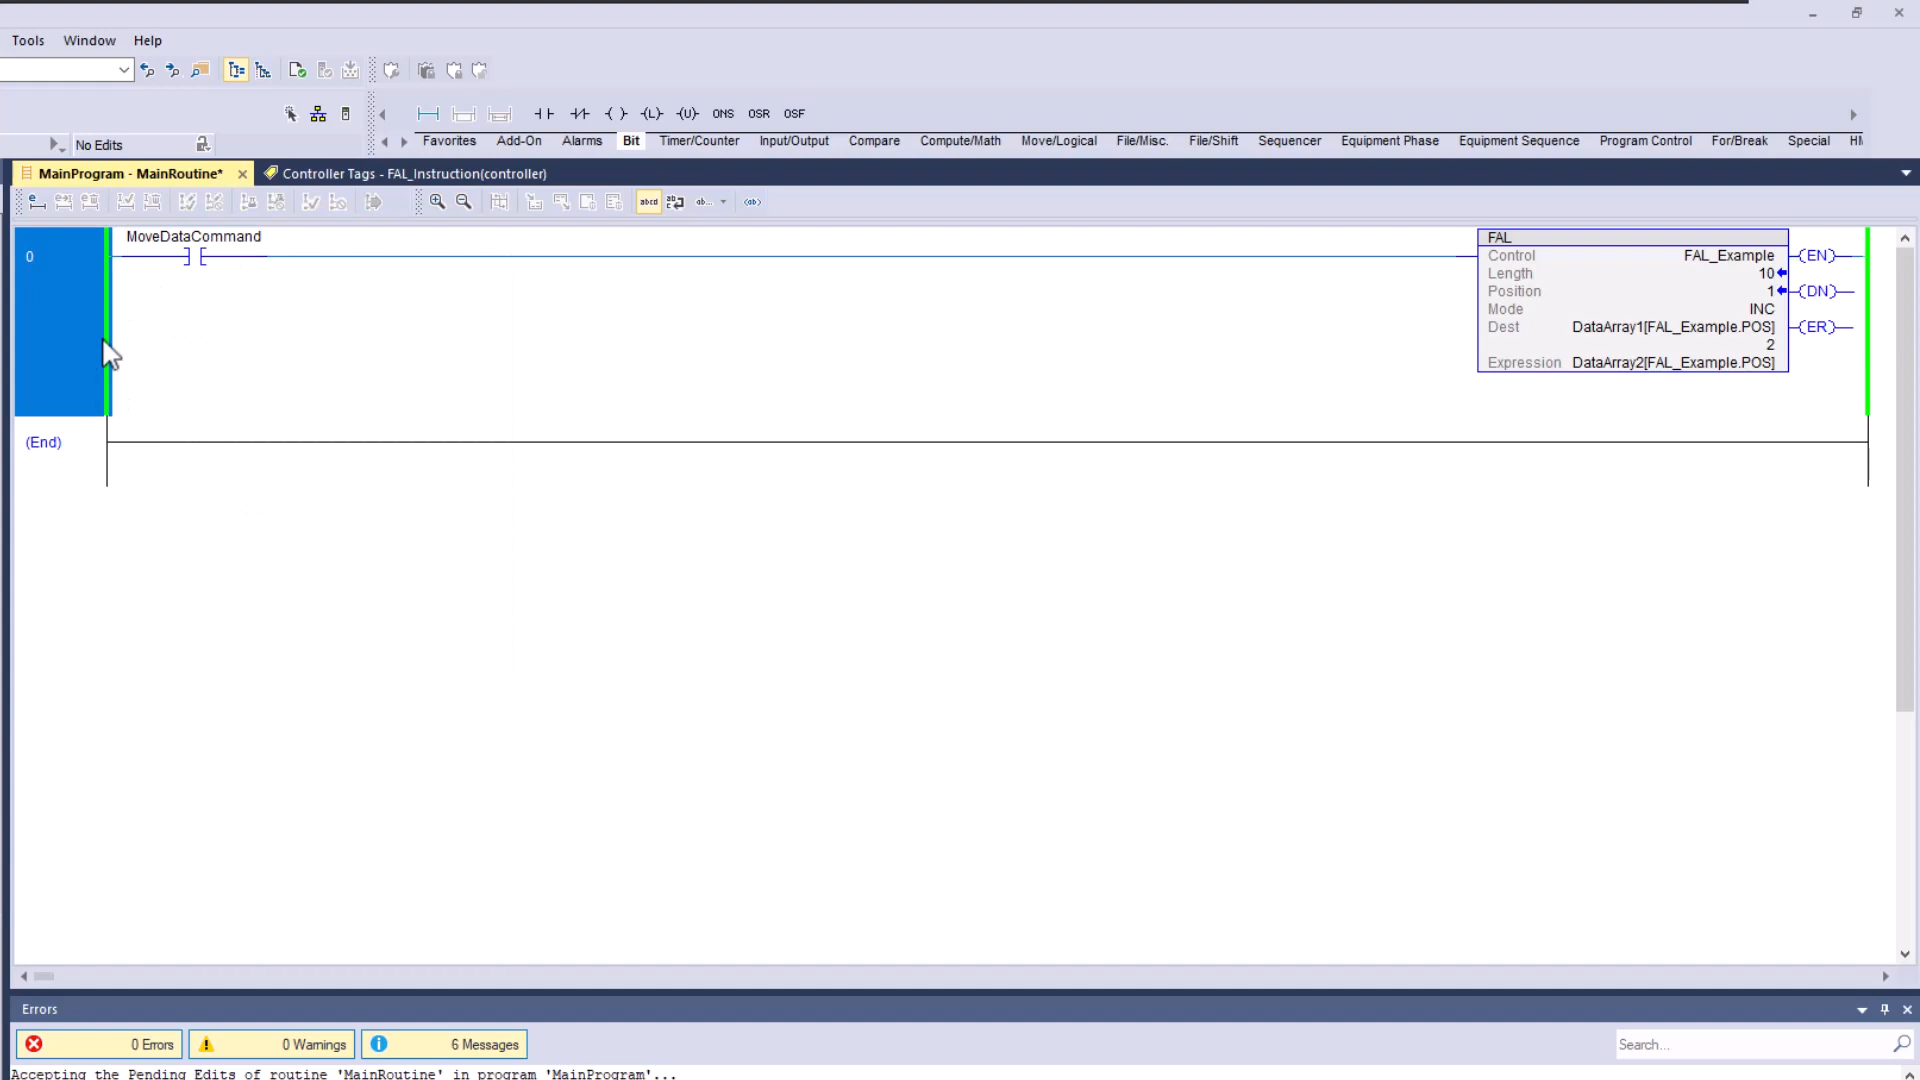 Tools Window Help
ONS OSR OSF
No Edits
Favorites Add-On Alarms Bit Timer/Counter Input/Output Compare Compute/Math Move/Logical File/Misc. File/Shift Sequencer Equipment Phase Equipment Sequence Program Control For/Break Special
MainProgram - MainRoutine* Controller Tags - FAL_Instruction(controller)
abcd ab... <ab>
MoveDataCommand
0
FAL
Control FAL_Example (EN)
Length 10
Position 1 (DN)
Mode INC
Dest DataArray1[FAL_Example.POS] (ER)
2
Expression DataArray2[FAL_Example.POS]
(End)
Errors
0 Errors 0 Warnings 6 Messages Search...
Accepting the Pending Edits of routine 'MainRoutine' in program 'MainProgram'...